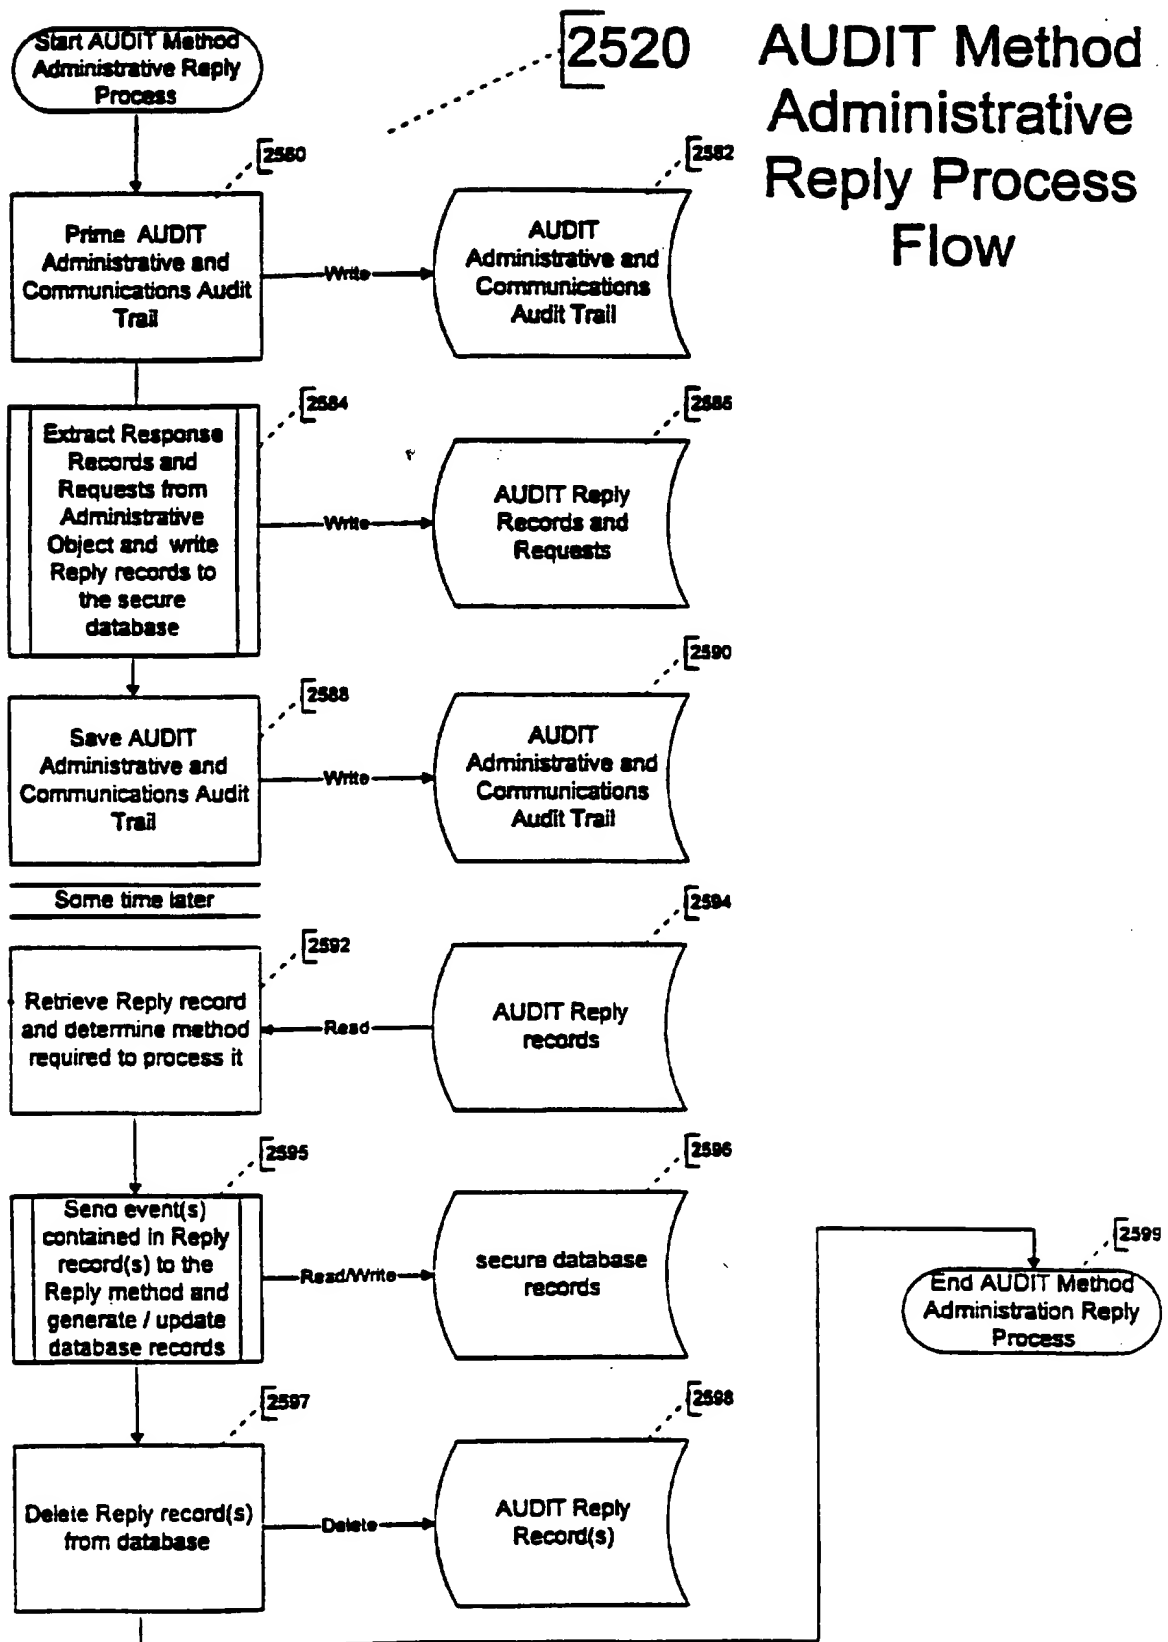 2520
AUDIT Method
Administrative
Reply Process
Flow
Start AUDIT Method
Administrative Reply
Process
2580
Prime AUDIT
Administrative and
Communications Audit
Trail
Write
2582
AUDIT
Administrative and
Communications
Audit Trail
2584
Extract Response
Records and
Requests from
Administrative
Object and write
Reply records to
the secure
database
Write
2586
AUDIT Reply
Records and
Requests
2588
Save AUDIT
Administrative and
Communications Audit
Trail
Write
2590
AUDIT
Administrative and
Communications
Audit Trail
Some time later
2592
Retrieve Reply record
and determine method
required to process it
Read
2594
AUDIT Reply
records
2595
Send event(s)
contained in Reply
record(s) to the
Reply method and
generate / update
database records
Read/Write
2596
secure database
records
2597
Delete Reply record(s)
from database
Delete
2598
AUDIT Reply
Record(s)
2599
End AUDIT Method
Administration Reply
Process